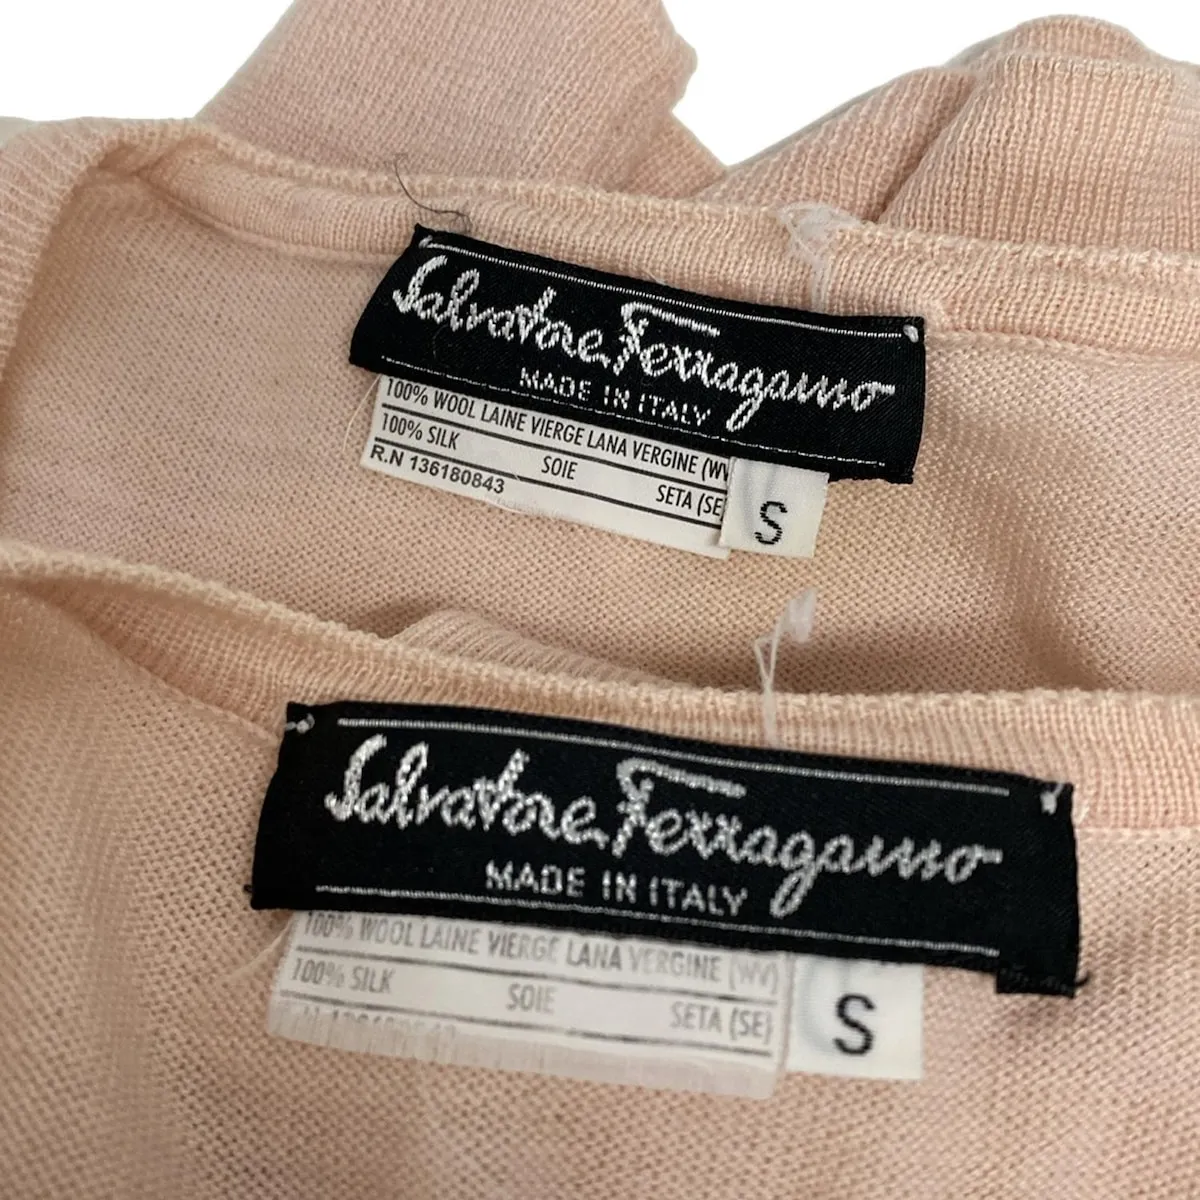 Salvatore Ferragamo
MADE IN ITALY
100% WOOL LAINE VIERGE LANA VERGINE (WV
100% SILK SOIE SETA (SE
R.N 136180843
S
Salvatore Ferragamo
MADE IN ITALY
100% WOOL LAINE VIERGE LANA VERGINE (WV)
100% SILK SOIE SETA (SE)
S